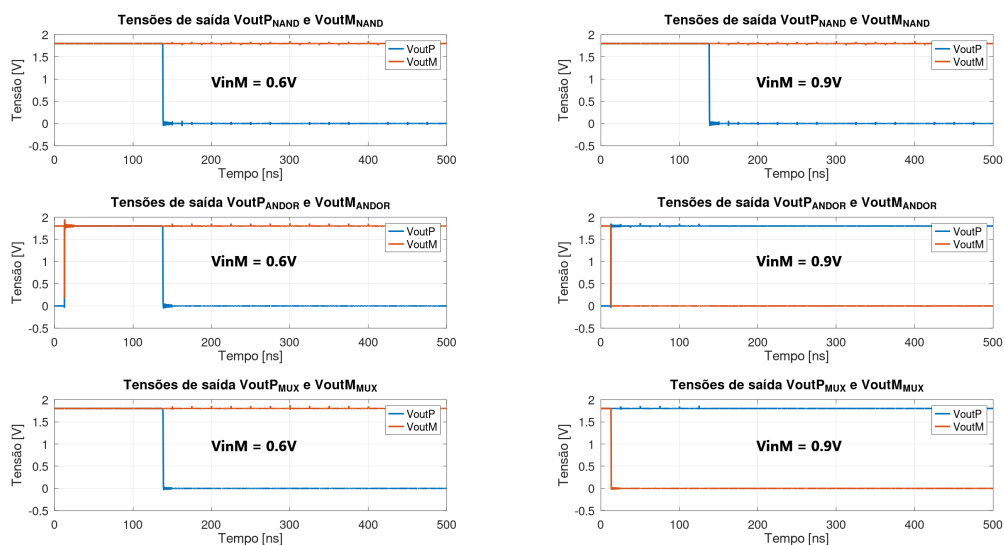 Tensões de saída VoutP_NAND e VoutM_NAND
2
1.5
1
0.5
0
-0.5
Tensão [V]
VinM = 0.6V
VoutP
VoutM
0 100 200 300 400 500
Tempo [ns]
Tensões de saída VoutP_NAND e VoutM_NAND
2
1.5
1
0.5
0
-0.5
Tensão [V]
VinM = 0.9V
VoutP
VoutM
0 100 200 300 400 500
Tempo [ns]
Tensões de saída VoutP_ANDOR e VoutM_ANDOR
2
1.5
1
0.5
0
-0.5
Tensão [V]
VinM = 0.6V
VoutP
VoutM
0 100 200 300 400 500
Tempo [ns]
Tensões de saída VoutP_ANDOR e VoutM_ANDOR
2
1.5
1
0.5
0
-0.5
Tensão [V]
VinM = 0.9V
VoutP
VoutM
0 100 200 300 400 500
Tempo [ns]
Tensões de saída VoutP_MUX e VoutM_MUX
2
1.5
1
0.5
0
-0.5
Tensão [V]
VinM = 0.6V
VoutP
VoutM
0 100 200 300 400 500
Tempo [ns]
Tensões de saída VoutP_MUX e VoutM_MUX
2
1.5
1
0.5
0
-0.5
Tensão [V]
VinM = 0.9V
VoutP
VoutM
0 100 200 300 400 500
Tempo [ns]